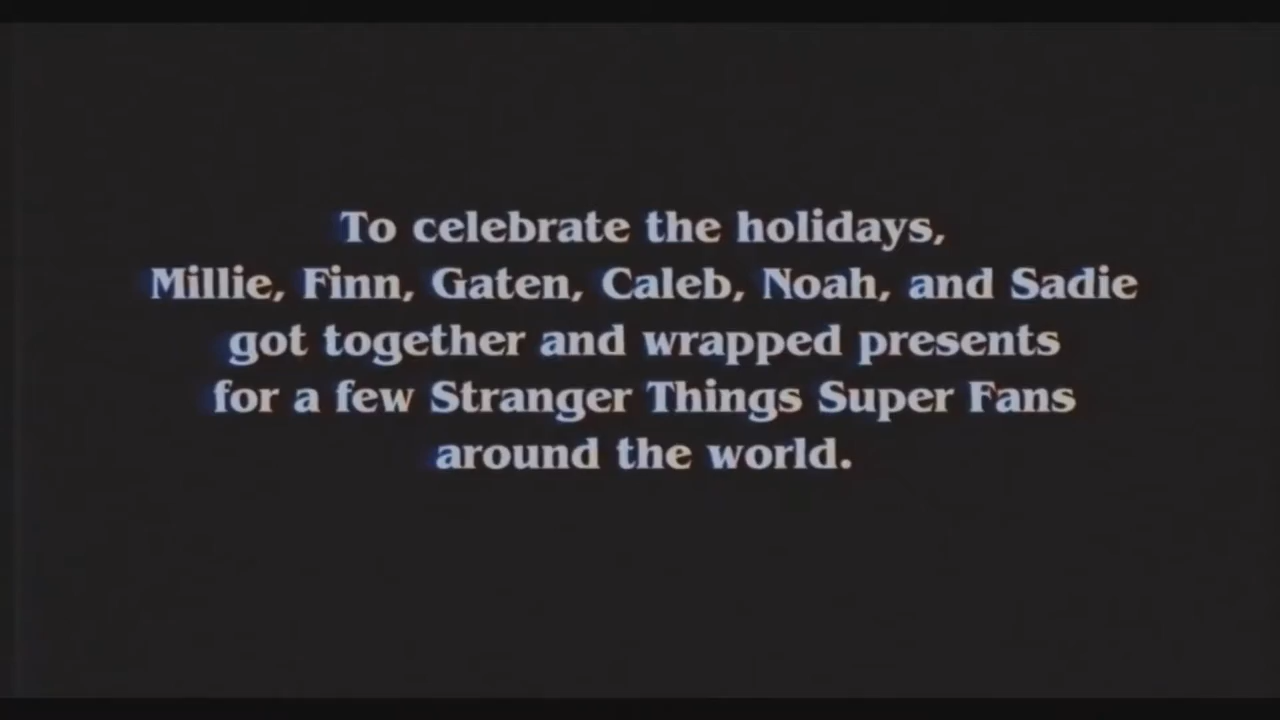 To celebrate the holidays,
Millie, Finn, Gaten, Caleb, Noah, and Sadie
got together and wrapped presents
for a few Stranger Things Super Fans
around the world.